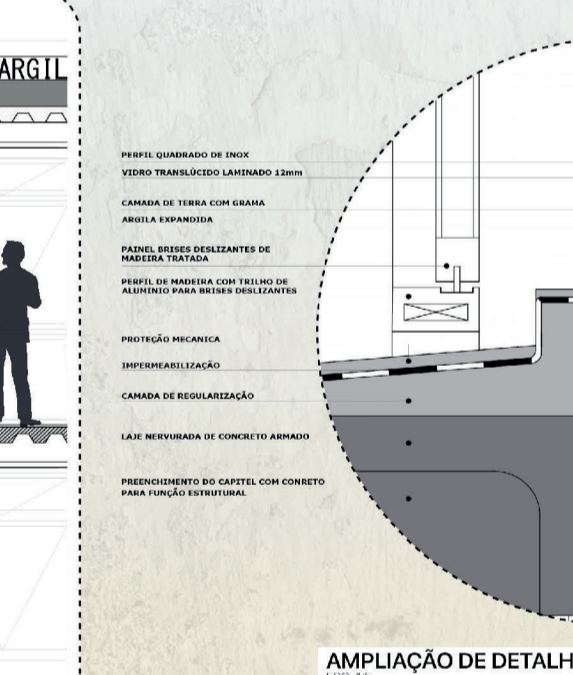 ARGIL
PERFIL QUADRADO DE INOX
VIDRO TRANSLÚCIDO LAMINADO 12mm
CAMADA DE TERRA COM GRAMA
ARGILA EXPANDIDA
PAINEL BRISES DESLIZANTES DE
MADEIRA TRATADA
PERFIL DE MADEIRA COM TRILHO DE
ALUMINIO PARA BRISES DESLIZANTES
PROTEÇÃO MECANICA
IMPERMEABILIZAÇÃO
CAMADA DE REGULARIZAÇÃO
LAJE NERVURADA DE CONCRETO ARMADO
PREENCHIMENTO DO CAPITEL COM CONRETO
PARA FUNÇÃO ESTRUTURAL
AMPLIAÇÃO DE DETALH